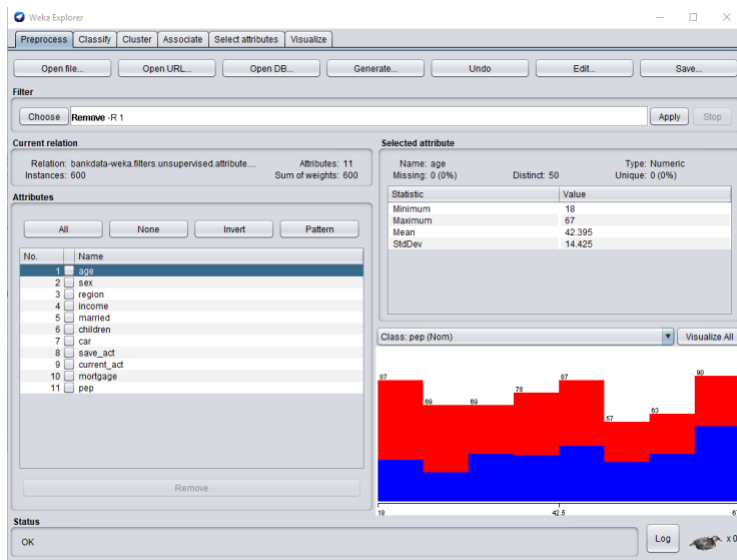 Weka Explorer
Preprocess Classify Cluster Associate Select attributes Visualize
Open file... Open URL... Open DB... Generate... Undo Edit... Save...
Filter
Choose Remove -R 1 Apply Stop
Current relation
Relation: bankdata-weka.filters.unsupervised.attribute.... Attributes: 11
Instances: 600 Sum of weights: 600
Selected attribute
Name: age Type: Numeric
Missing: 0 (0%) Distinct: 50 Unique: 0 (0%)
Statistic Value
Minimum 18
Maximum 67
Mean 42.395
StdDev 14.425
Attributes
All None Invert Pattern
No. Name
1 age
2 sex
3 region
4 income
5 married
6 children
7 car
8 save_act
9 current_act
10 mortgage
11 pep
Remove
Class: pep (Nom) Visualize All
87 69 69 78 87 57 63 90
18 42.5
Status
OK
Log x 0